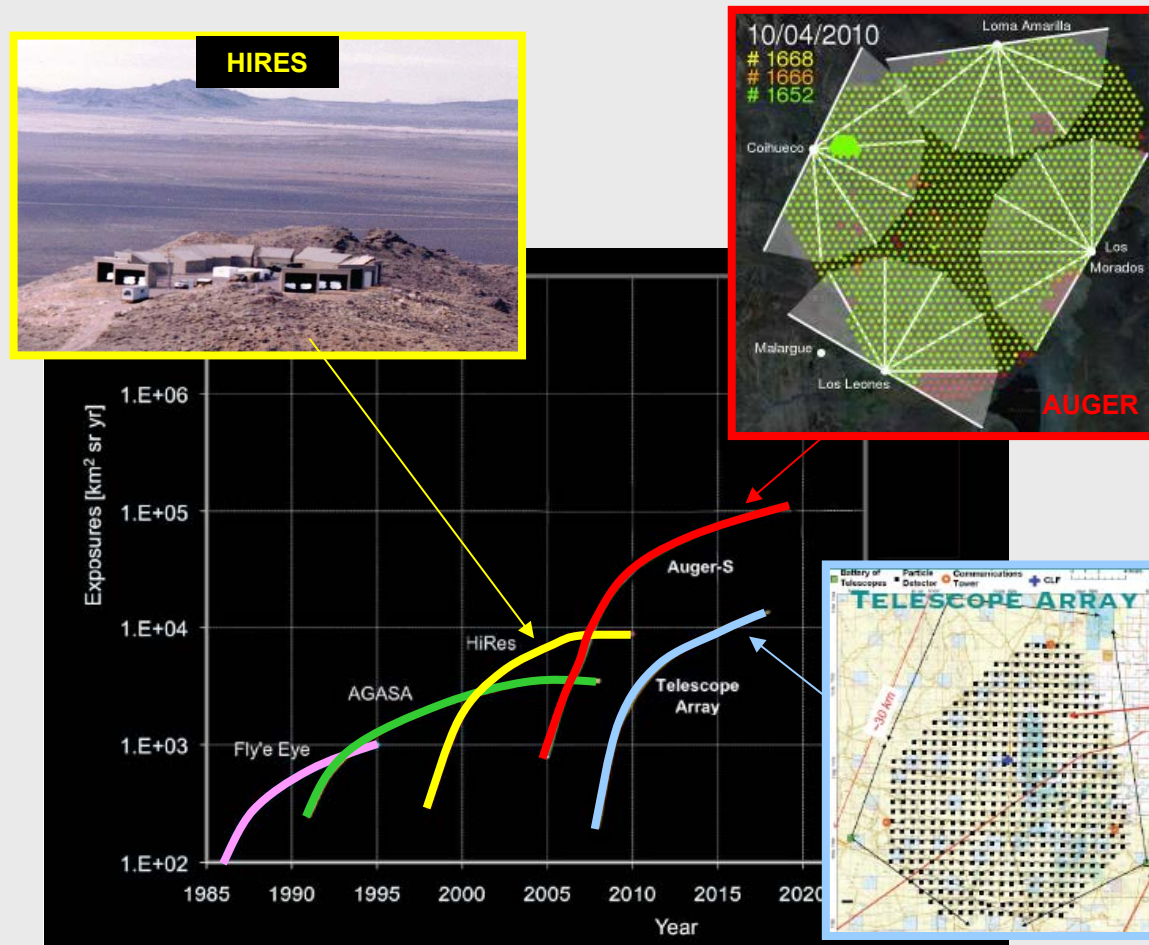 HIRES
10/04/2010
# 1668
# 1666
# 1652
Loma Amarilla
Coihueco
Los
Morados
Malargue
Los Leones
AUGER
Exposures [km² sr yr]
1.E+06
1.E+05
1.E+04
1.E+03
1.E+02
Auger-S
HiRes
AGASA
Telescope
Array
Fly'e Eye
1985 1990 1995 2000 2005 2010 2015 2020
Year
Battery of
Telescopes
Particle
Detector
Communications
Tower
CLF
TELESCOPE ARRAY
~30 km